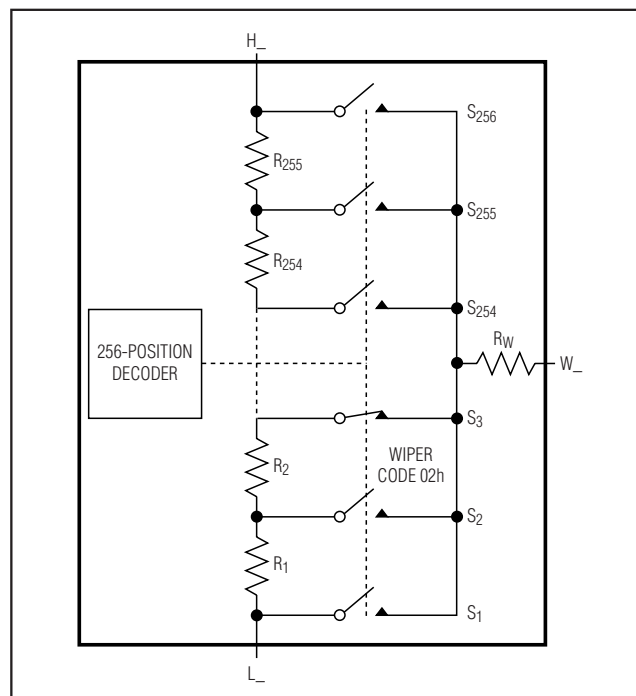 H_
S256
R255
S255
R254
S254
256-POSITION
DECODER
RW
W_
S3
WIPER
CODE 02h
R2
S2
R1
S1
L_